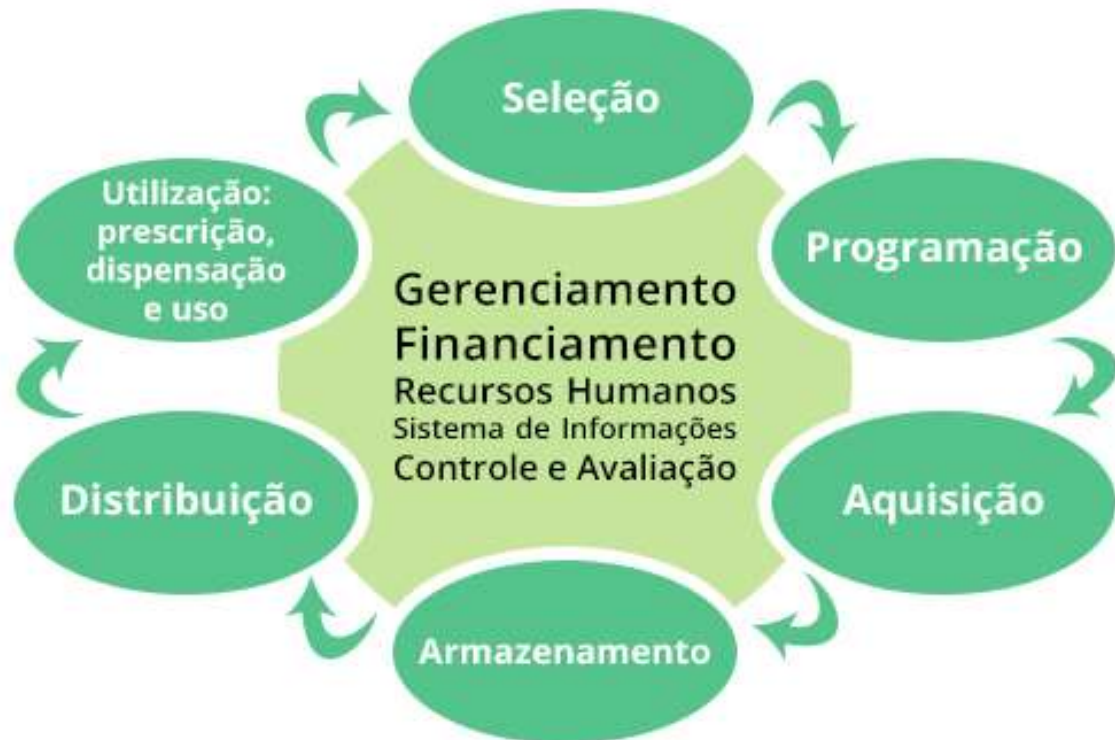 Seleção
Programação
Aquisição
Armazenamento
Distribuição
Utilização:
prescrição,
dispensação
e uso
Gerenciamento
Financiamento
Recursos Humanos
Sistema de Informações
Controle e Avaliação